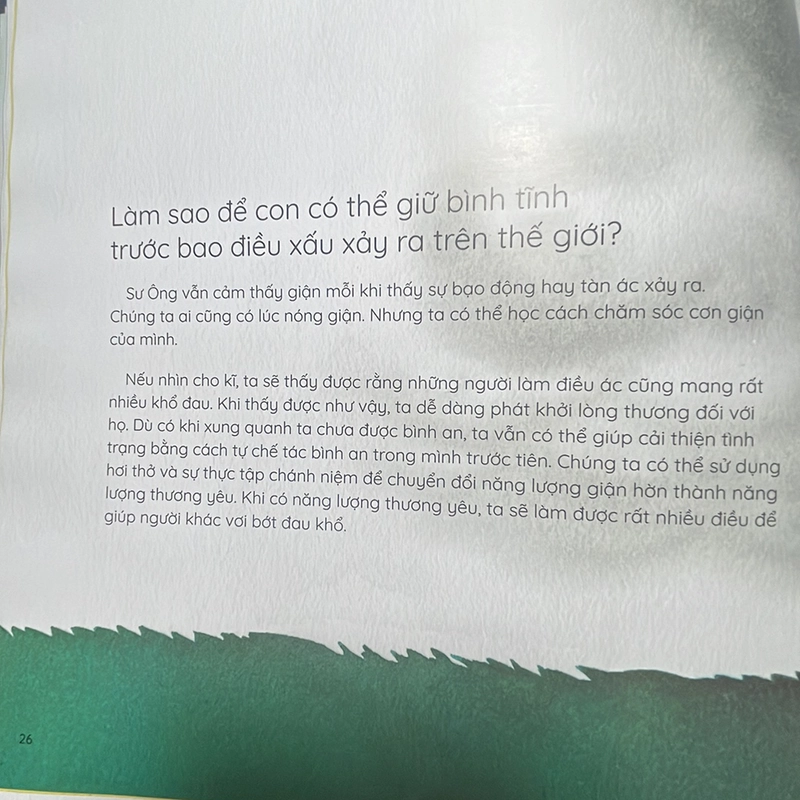 Làm sao để con có thể giữ bình tĩnh
trước bao điều xấu xảy ra trên thế giới?
Sư Ông vẫn cảm thấy giận mỗi khi thấy sự bạo động hay tàn ác xảy ra.
Chúng ta ai cũng có lúc nóng giận. Nhưng ta có thể học cách chăm sóc cơn giận
của mình.
Nếu nhìn cho kĩ, ta sẽ thấy được rằng những người làm điều ác cũng mang rất
nhiều khổ đau. Khi thấy được như vậy, ta dễ dàng phát khởi lòng thương đối với
họ. Dù có khi xung quanh ta chưa được bình an, ta vẫn có thể giúp cải thiện tình
trạng bằng cách tự chế tác bình an trong mình trước tiên. Chúng ta có thể sử dụng
hơi thở và sự thực tập chánh niệm để chuyển đổi năng lượng giận hờn thành năng
lượng thương yêu. Khi có năng lượng thương yêu, ta sẽ làm được rất nhiều điều để
giúp người khác vơi bớt đau khổ.
26